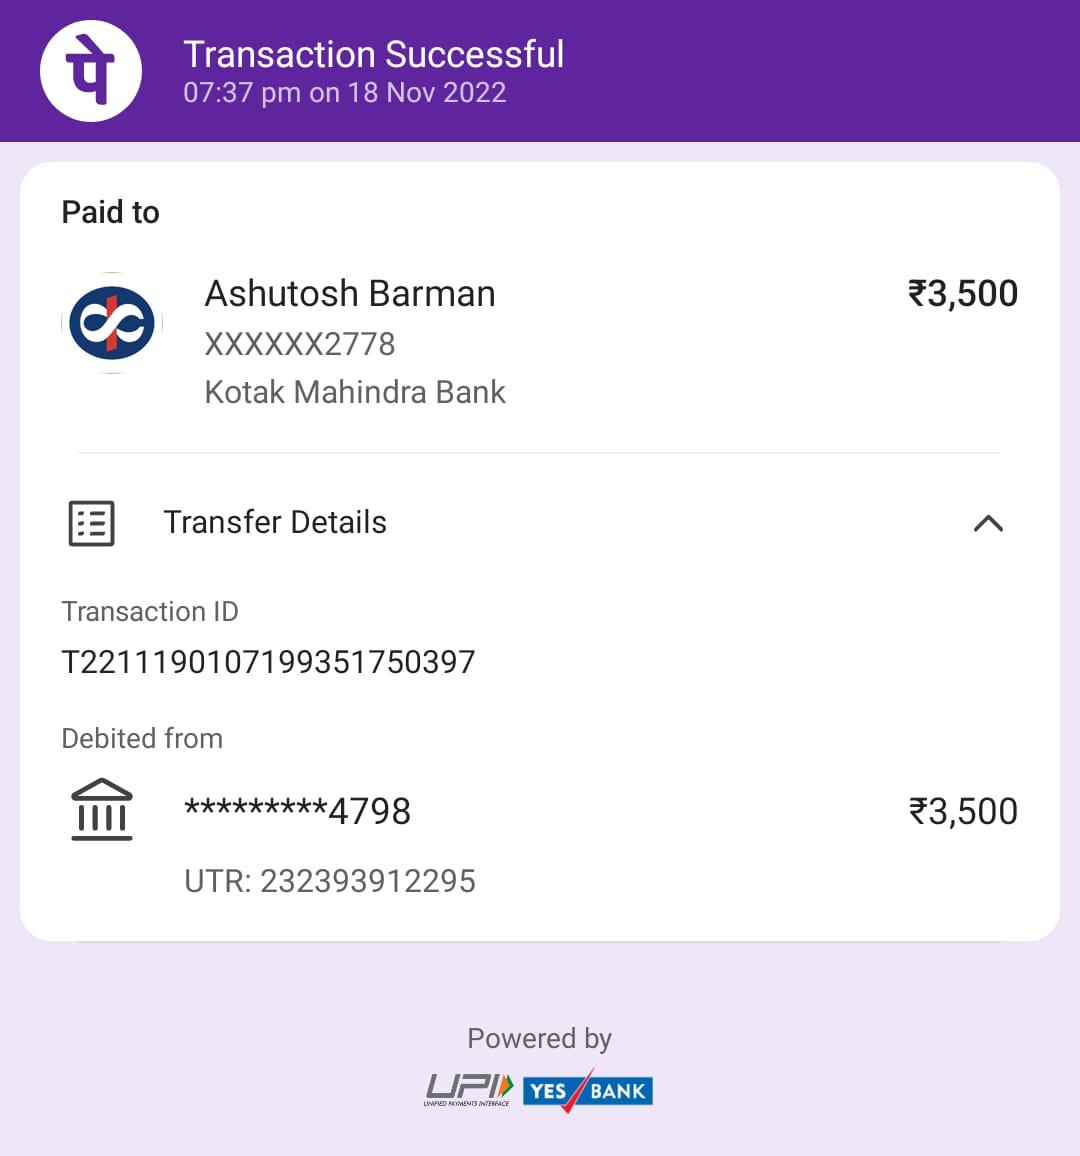 पे
Transaction Successful
07:37 pm on 18 Nov 2022
Paid to
Ashutosh Barman
₹3,500
XXXXXX2778
Kotak Mahindra Bank
Transfer Details
Transaction ID
T2211190107199351750397
Debited from
*********4798
₹3,500
UTR: 232393912295
Powered by
UPI
UNIFIED PAYMENTS INTERFACE
YES BANK